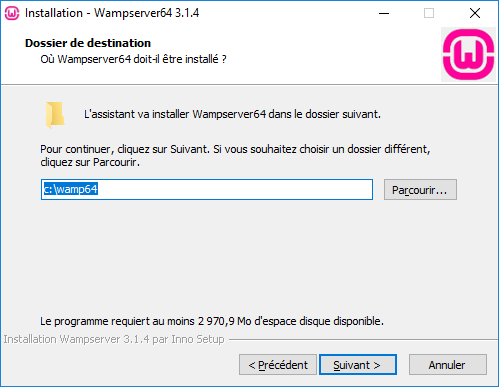 Installation - Wampserver64 3.1.4
Dossier de destination
Où Wampserver64 doit-il être installé ?
L'assistant va installer Wampserver64 dans le dossier suivant.
Pour continuer, cliquez sur Suivant. Si vous souhaitez choisir un dossier différent,
cliquez sur Parcourir.
c:\wamp64
Parcourir...
Le programme requiert au moins 2 970,9 Mo d'espace disque disponible.
Installation Wampserver 3.1.4 par Inno Setup
< Précédent
Suivant >
Annuler